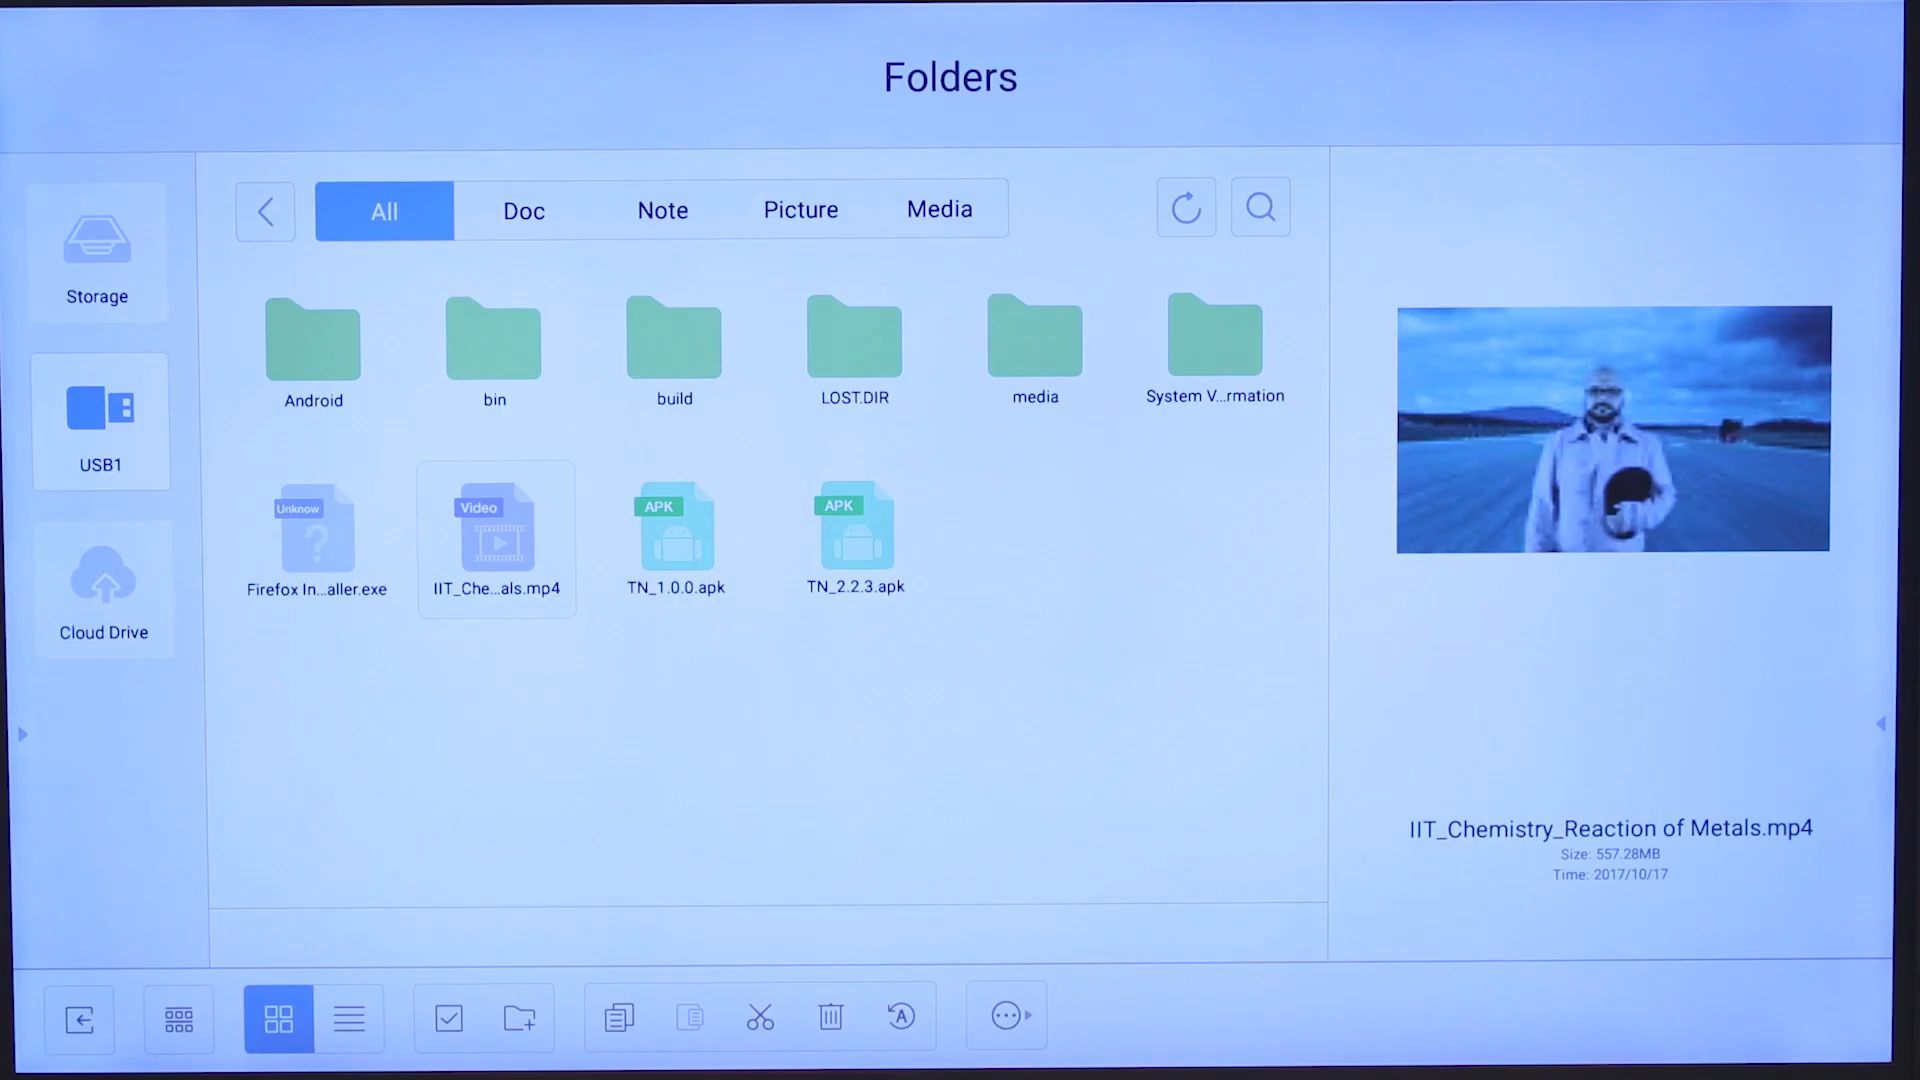 Folders
All
Doc
Note
Picture
Media
Storage
USB1
Cloud Drive
Android
bin
build
LOST.DIR
media
System V...rmation
Unknow
Firefox In...aller.exe
Video
IIT_Che...als.mp4
APK
TN_1.0.0.apk
APK
TN_2.2.3.apk
IIT_Chemistry_Reaction of Metals.mp4
Size: 557.28MB
Time: 2017/10/17
A